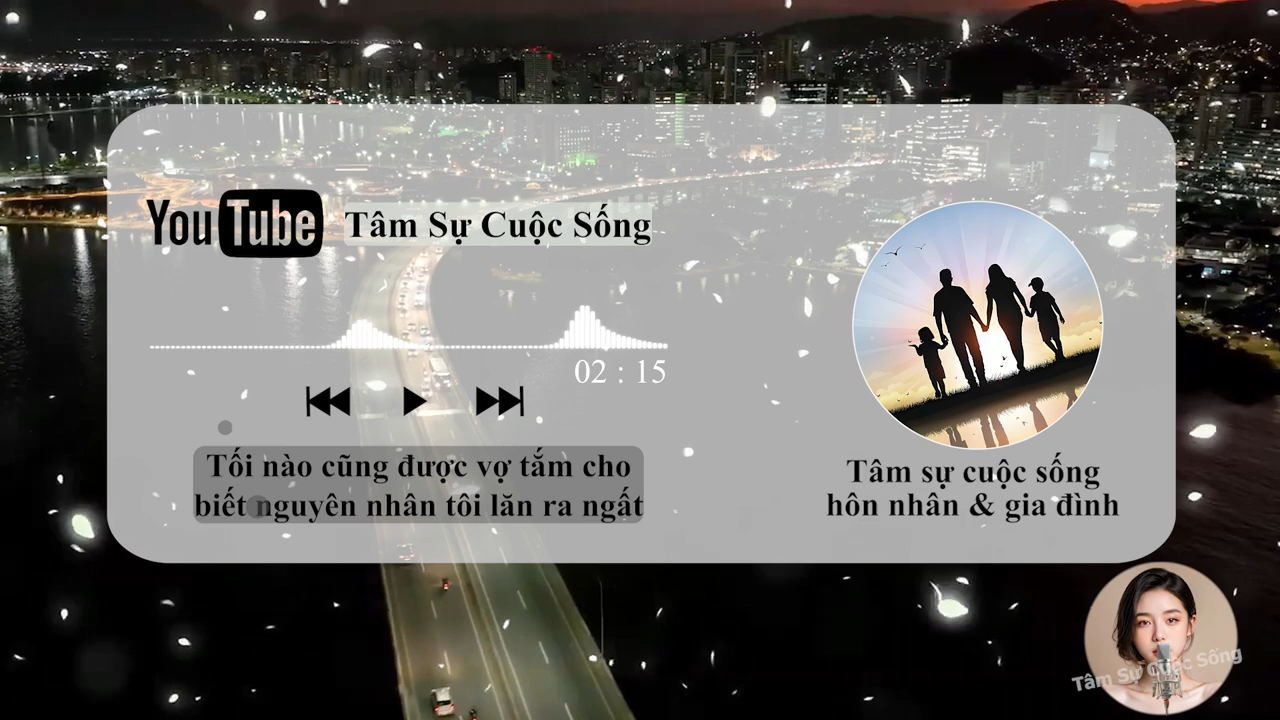 YouTube Tâm Sự Cuộc Sống
02 : 15
Tối nào cũng được vợ tắm cho
biết nguyên nhân tôi lăn ra ngất
Tâm sự cuộc sống
hôn nhân & gia đình
Tâm Sự Cuộc Sống